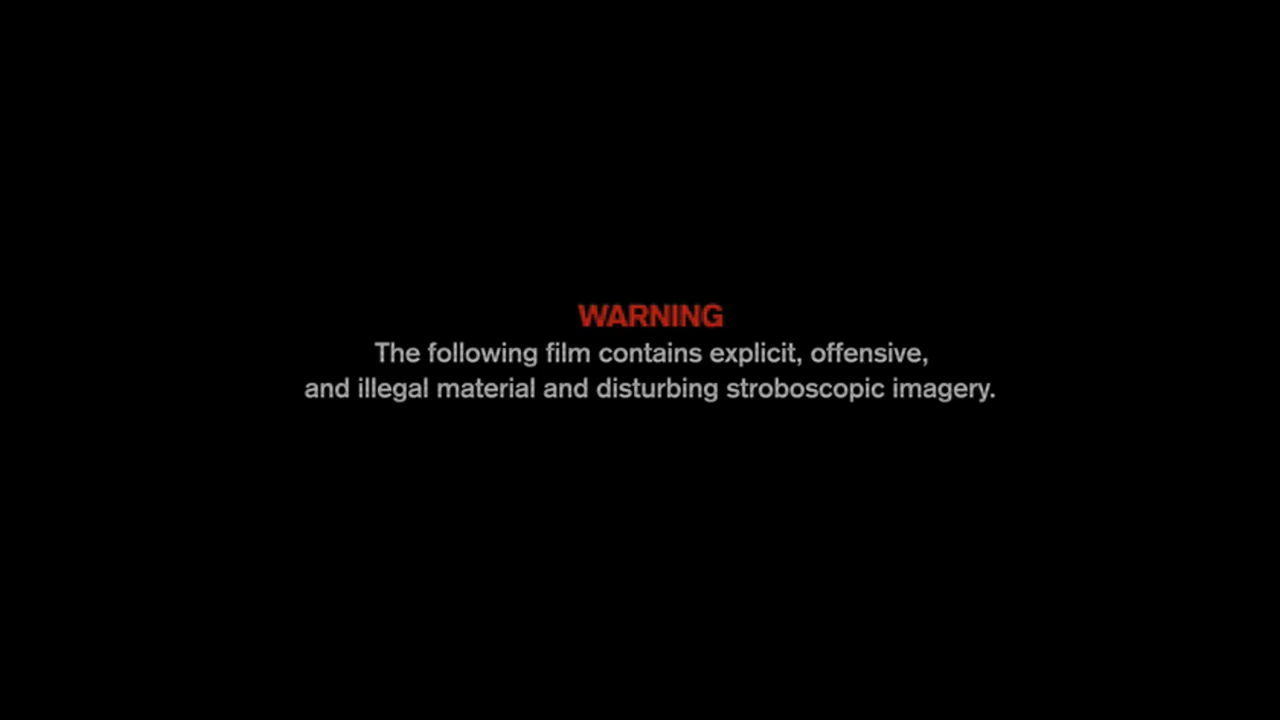 WARNING
The following film contains explicit, offensive,
and illegal material and disturbing stroboscopic imagery.